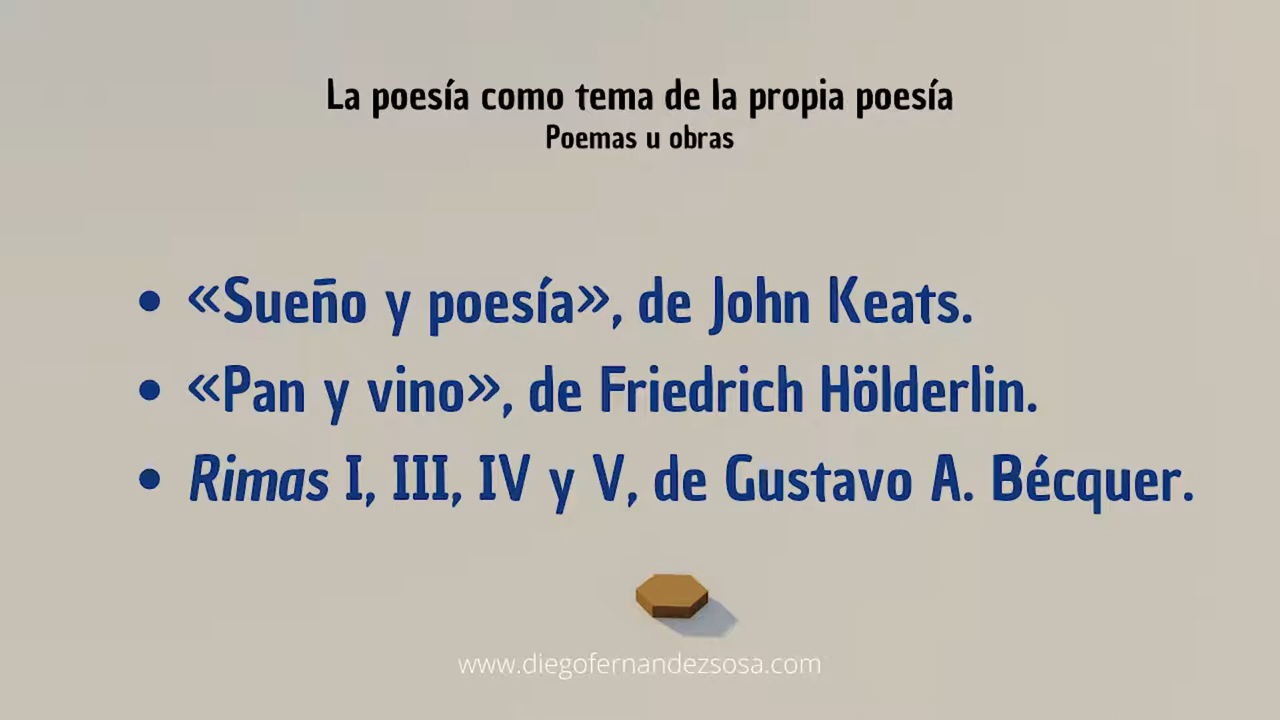 La poesía como tema de la propia poesía
Poemas u obras
• «Sueño y poesía», de John Keats.
• «Pan y vino», de Friedrich Hölderlin.
• Rimas I, III, IV y V, de Gustavo A. Bécquer.
www.diegofernandezsosa.com